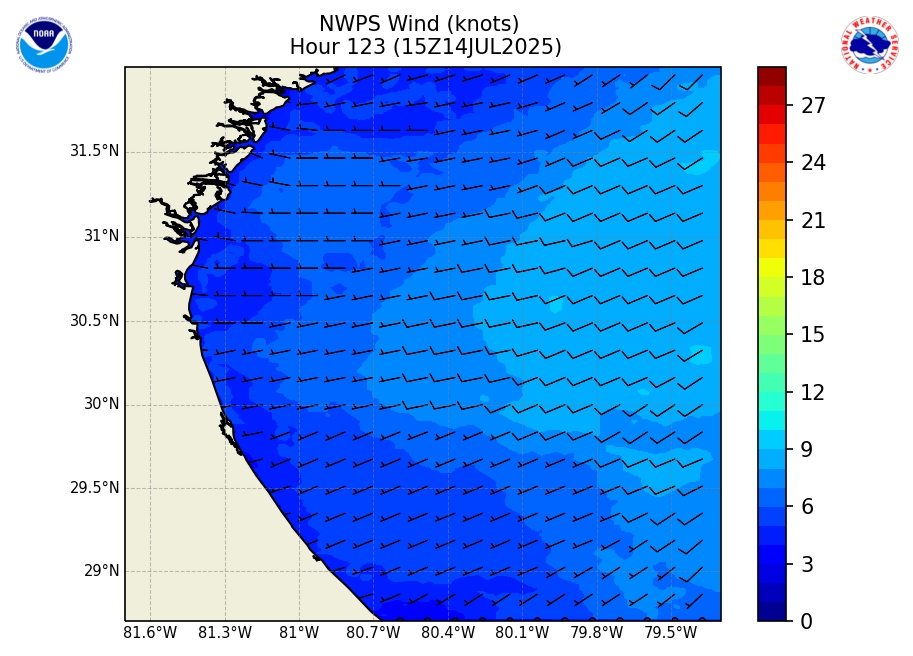 NWPS Wind (knots)
Hour 123 (15Z14JUL2025)
NOAA
NATIONAL WEATHER SERVICE
31.5°N
31°N
30.5°N
30°N
29.5°N
29°N
81.6°W 81.3°W 81°W 80.7°W 80.4°W 80.1°W 79.8°W 79.5°W
27
24
21
18
15
12
9
6
3
0